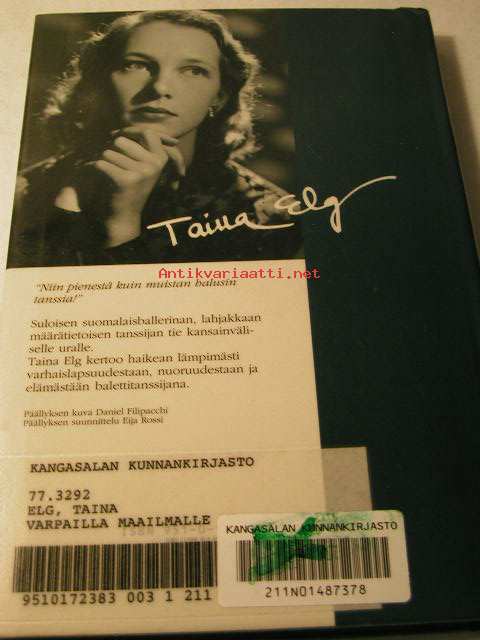 Taina Elg
Antikvariaatti.net
"Niin pienestä kuin muistan halusin
tanssia!"
Suloisen suomalaisballerinan, lahjakkaan
määrätietoisen tanssijan tie kansainväli-
selle uralle.
Taina Elg kertoo haikean lämpimästi
varhaislapsuudestaan, nuoruudestaan ja
elämästään balettitanssijana.
Päällyksen kuva Daniel Filipacchi
Päällyksen suunnittelu Eija Rossi
KANGASALAN KUNNANKIRJASTO
77.3292
ELG, TAINA
VARPAILLA MAAILMALLE
ISBN
9510172383 003 1 211
KANGASALAN KUNNANKIRJASTO
211N01487378